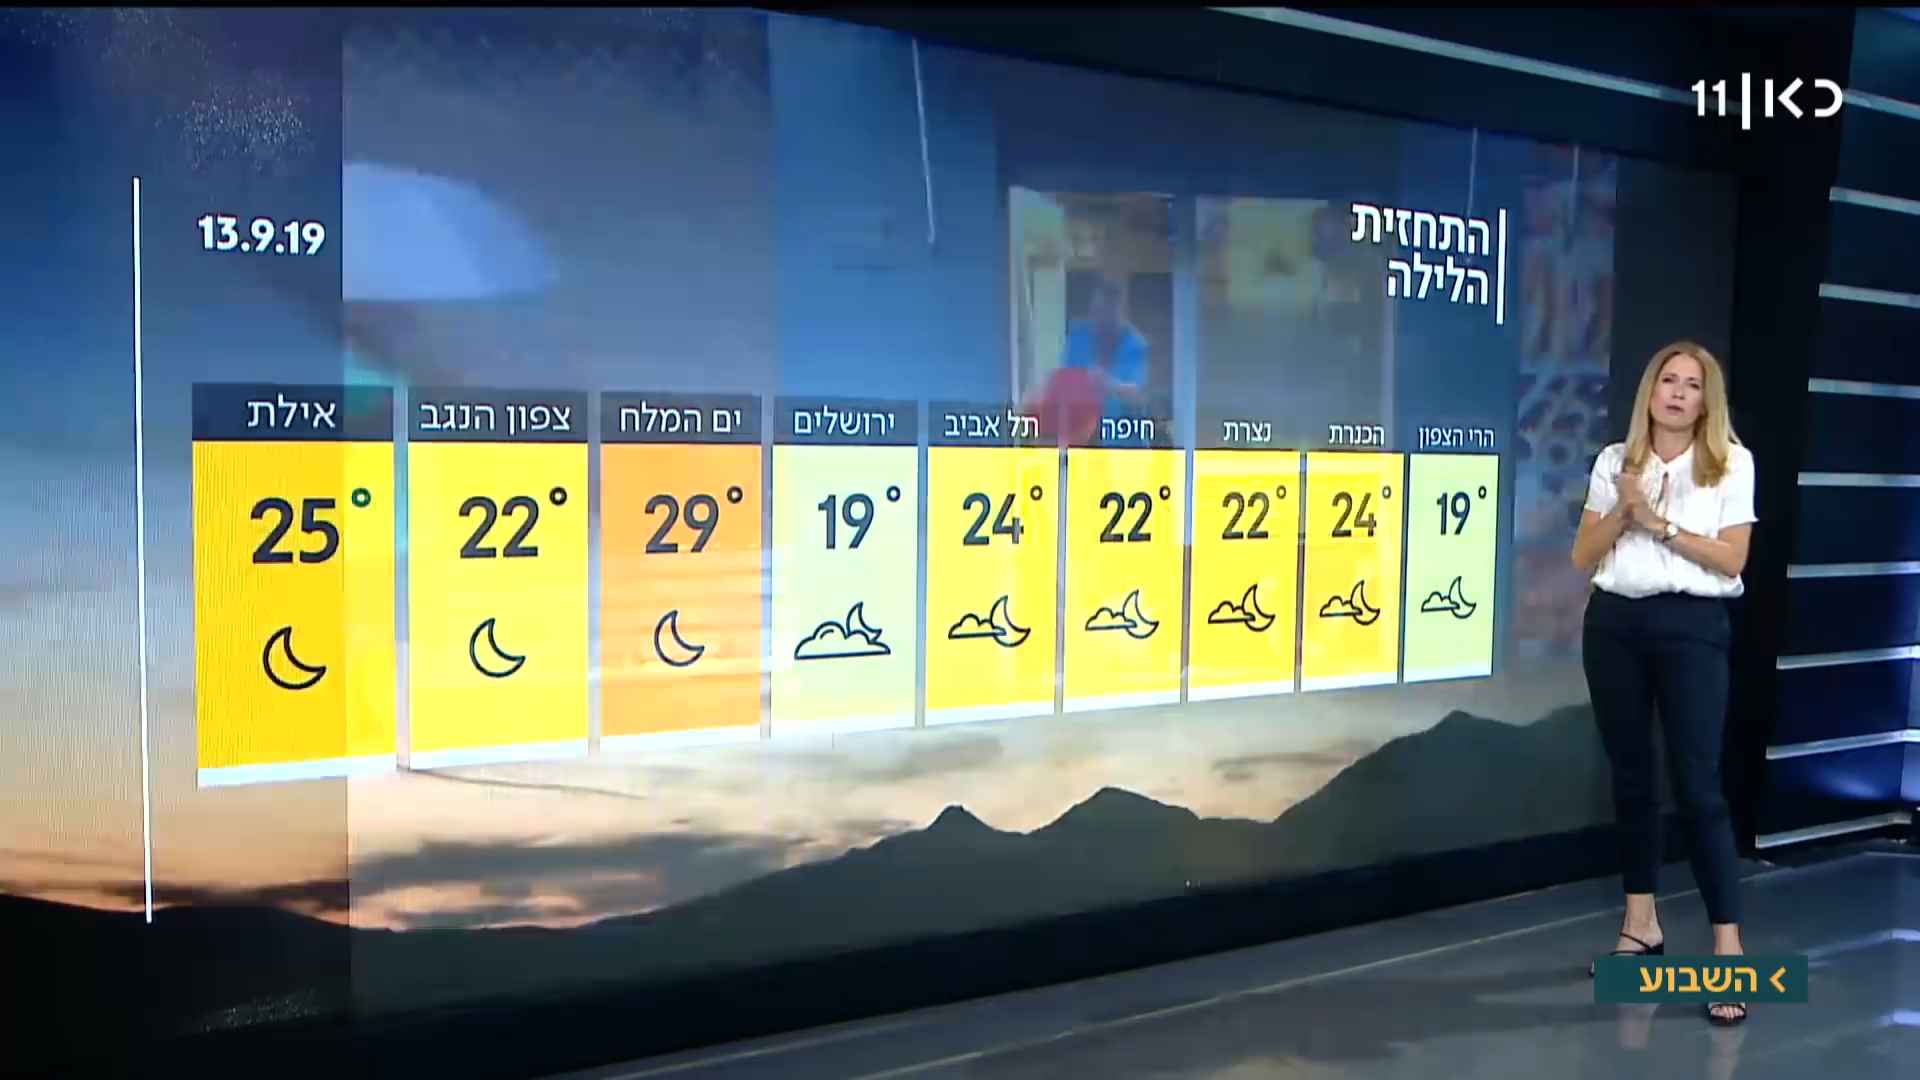 כאן 11
התחזית
הלילה
13.9.19
הרי הצפון
הכנרת
נצרת
חיפה
תל אביב
ירושלים
ים המלח
צפון הנגב
אילת
19°
24°
22°
22°
24°
19°
29°
22°
25°
השבוע